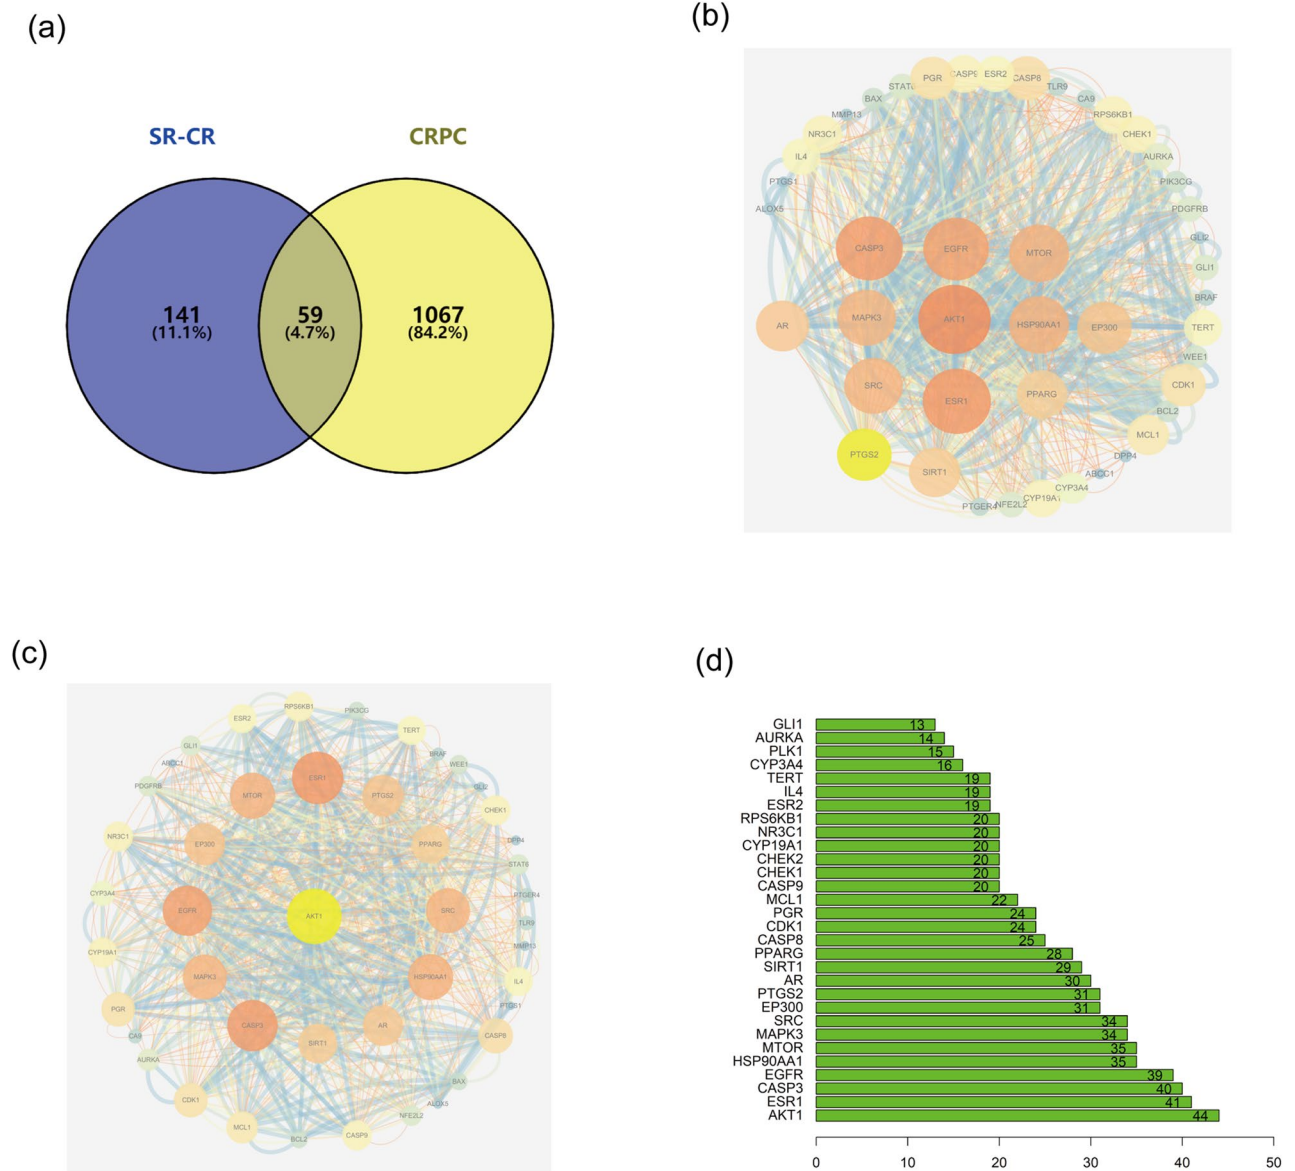 (a)
SR-CR
CRPC
141
(11.1%)
59
(4.7%)
1067
(84.2%)
(b)
PGR
CASP9
ESR2
CASP8
TLR9
CA9
BAX
MMP13
NR3C1
IL4
PTGS1
ALOX5
RPS6KB1
CHEK1
AURKA
PIK3CG
PDGFRB
GLI2
GLI1
BRAF
TERT
WEE1
CDK1
BCL2
MCL1
DPP4
ABCC1
CYP3A4
CYP19A1
NFE2L2
PTGER4
CASP3
EGFR
MTOR
AR
MAPK3
AKT1
HSP90AA1
EP300
SRC
ESR1
PPARG
PTGS2
SIRT1
(c)
ESR2
RPS6KB1
PIK3CG
TERT
GLI1
ABCC1
BRAF
WEE1
PDGFRB
GLI2
ESR1
MTOR
PTGS2
CHEK1
NR3C1
EP300
PPARG
DPP4
STAT6
CYP3A4
PTGER4
EGFR
AKT1
SRC
TLR9
MMP13
CYP19A1
MAPK3
HSP90AA1
IL4
PTGS1
PGR
CASP3
AR
SIRT1
CASP8
CA9
AURKA
BAX
CDK1
ALOX5
NFE2L2
MCL1
BCL2
CASP9
(d)
GLI1 13
AURKA 14
PLK1 15
CYP3A4 16
TERT 19
IL4 19
ESR2 19
RPS6KB1 20
NR3C1 20
CYP19A1 20
CHEK2 20
CHEK1 20
CASP9 20
MCL1 22
PGR 24
CDK1 24
CASP8 25
PPARG 28
SIRT1 29
AR 30
PTGS2 31
EP300 31
SRC 34
MAPK3 34
MTOR 35
HSP90AA1 35
EGFR 39
CASP3 40
ESR1 41
AKT1 44
0 10 20 30 40 50